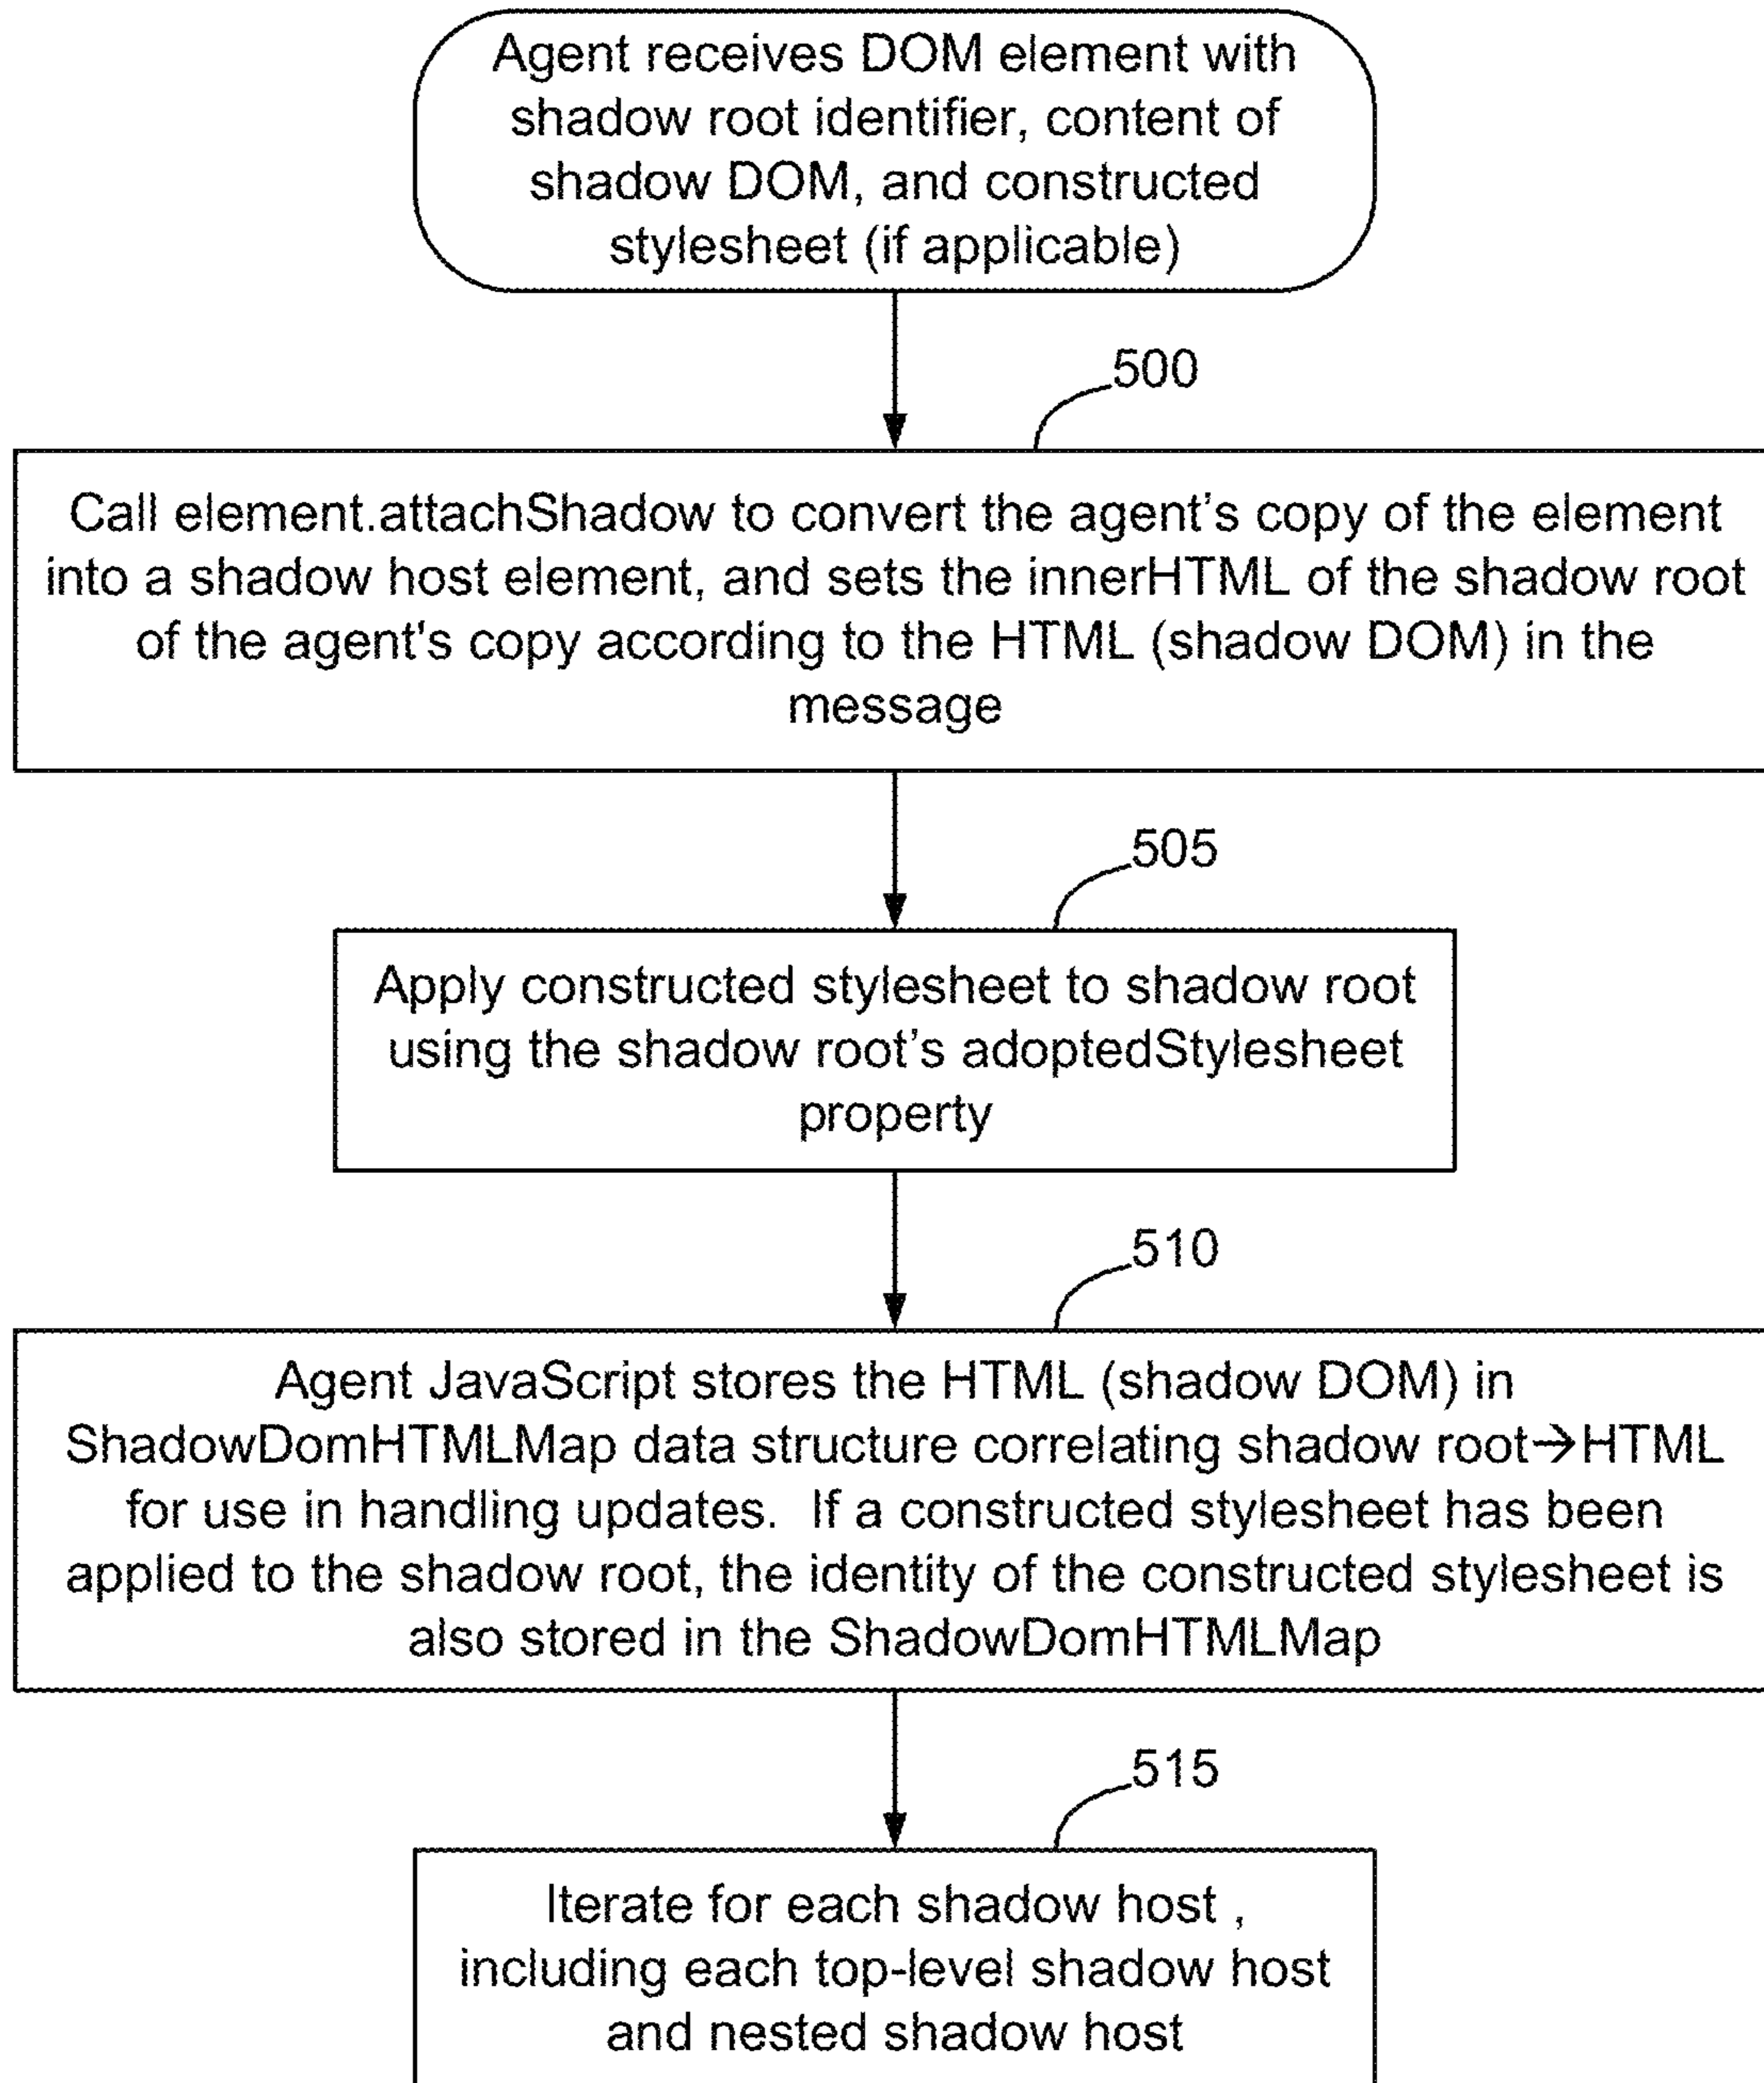 Agent receives DOM element with
shadow root identifier, content of
shadow DOM, and constructed
stylesheet (if applicable)
500
Call element.attachShadow to convert the agent’s copy of the element
into a shadow host element, and sets the innerHTML of the shadow root
of the agent's copy according to the HTML (shadow DOM) in the
message
505
Apply constructed stylesheet to shadow root
using the shadow root’s adoptedStylesheet
property
510
Agent JavaScript stores the HTML (shadow DOM) in
ShadowDomHTMLMap data structure correlating shadow root→HTML
for use in handling updates.  If a constructed stylesheet has been
applied to the shadow root, the identity of the constructed stylesheet is
also stored in the ShadowDomHTMLMap
515
Iterate for each shadow host ,
including each top-level shadow host
and nested shadow host